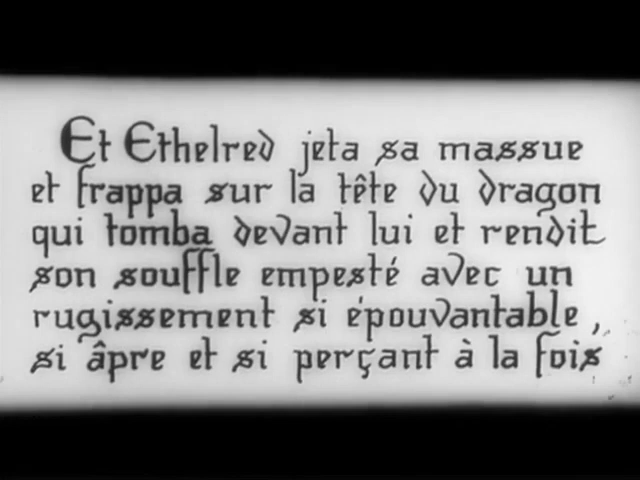 Et Ethelred jeta sa massue
et frappa sur la tête du dragon
qui tomba devant lui et rendit
son souffle empesté avec un
rugissement si épouvantable,
si âpre et si perçant à la fois